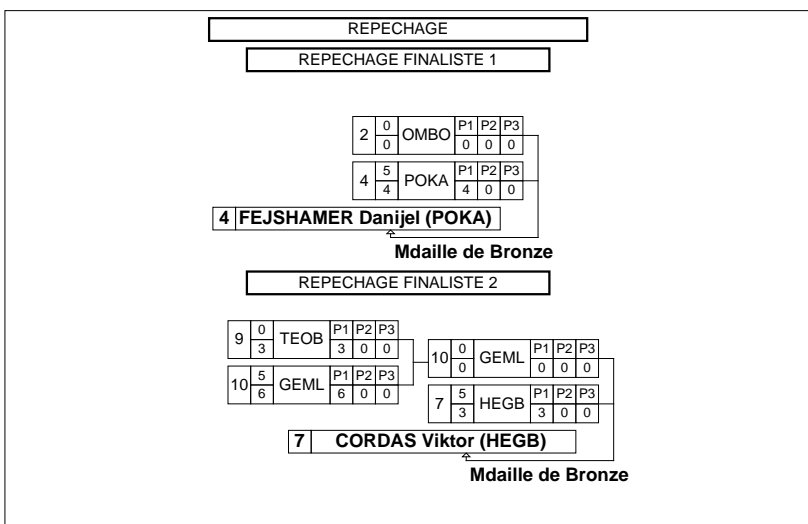 REPECHAGE
REPECHAGE FINALISTE 1
2 0 OMBO P1 P2 P3
0 0 0 0
4 5 POKA P1 P2 P3
4 4 0 0
4 FEJSHAMER Danijel (POKA)
Mdaille de Bronze
REPECHAGE FINALISTE 2
9 0 TEOB P1 P2 P3
3 3 0 0
10 5 GEML P1 P2 P3
6 6 0 0
10 0 GEML P1 P2 P3
0 0 0 0
7 5 HEGB P1 P2 P3
3 3 0 0
7 CORDAS Viktor (HEGB)
Mdaille de Bronze